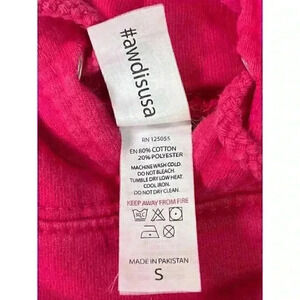 #awdisusa
RN 125055
EN 80% COTTON
20% POLYESTER
MACHINE WASH COLD.
DO NOT BLEACH.
TUMBLE DRY LOW HEAT.
COOL IRON.
DO NOT DRY CLEAN.
KEEP AWAY FROM FIRE
MADE IN PAKISTAN
S